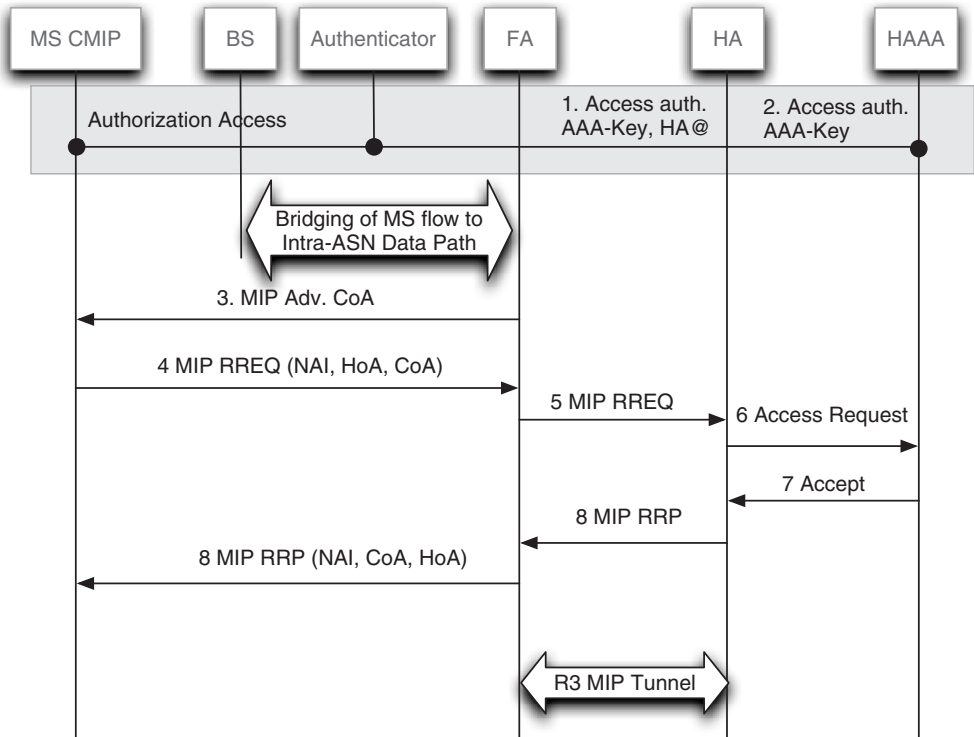 MS CMIP
BS
Authenticator
FA
HA
HAAA
Authorization Access
1. Access auth.
AAA-Key, HA@
2. Access auth.
AAA-Key
Bridging of MS flow to
Intra-ASN Data Path
3. MIP Adv. CoA
4 MIP RREQ (NAI, HoA, CoA)
5 MIP RREQ
6 Access Request
7 Accept
8 MIP RRP
8 MIP RRP (NAI, CoA, HoA)
R3 MIP Tunnel